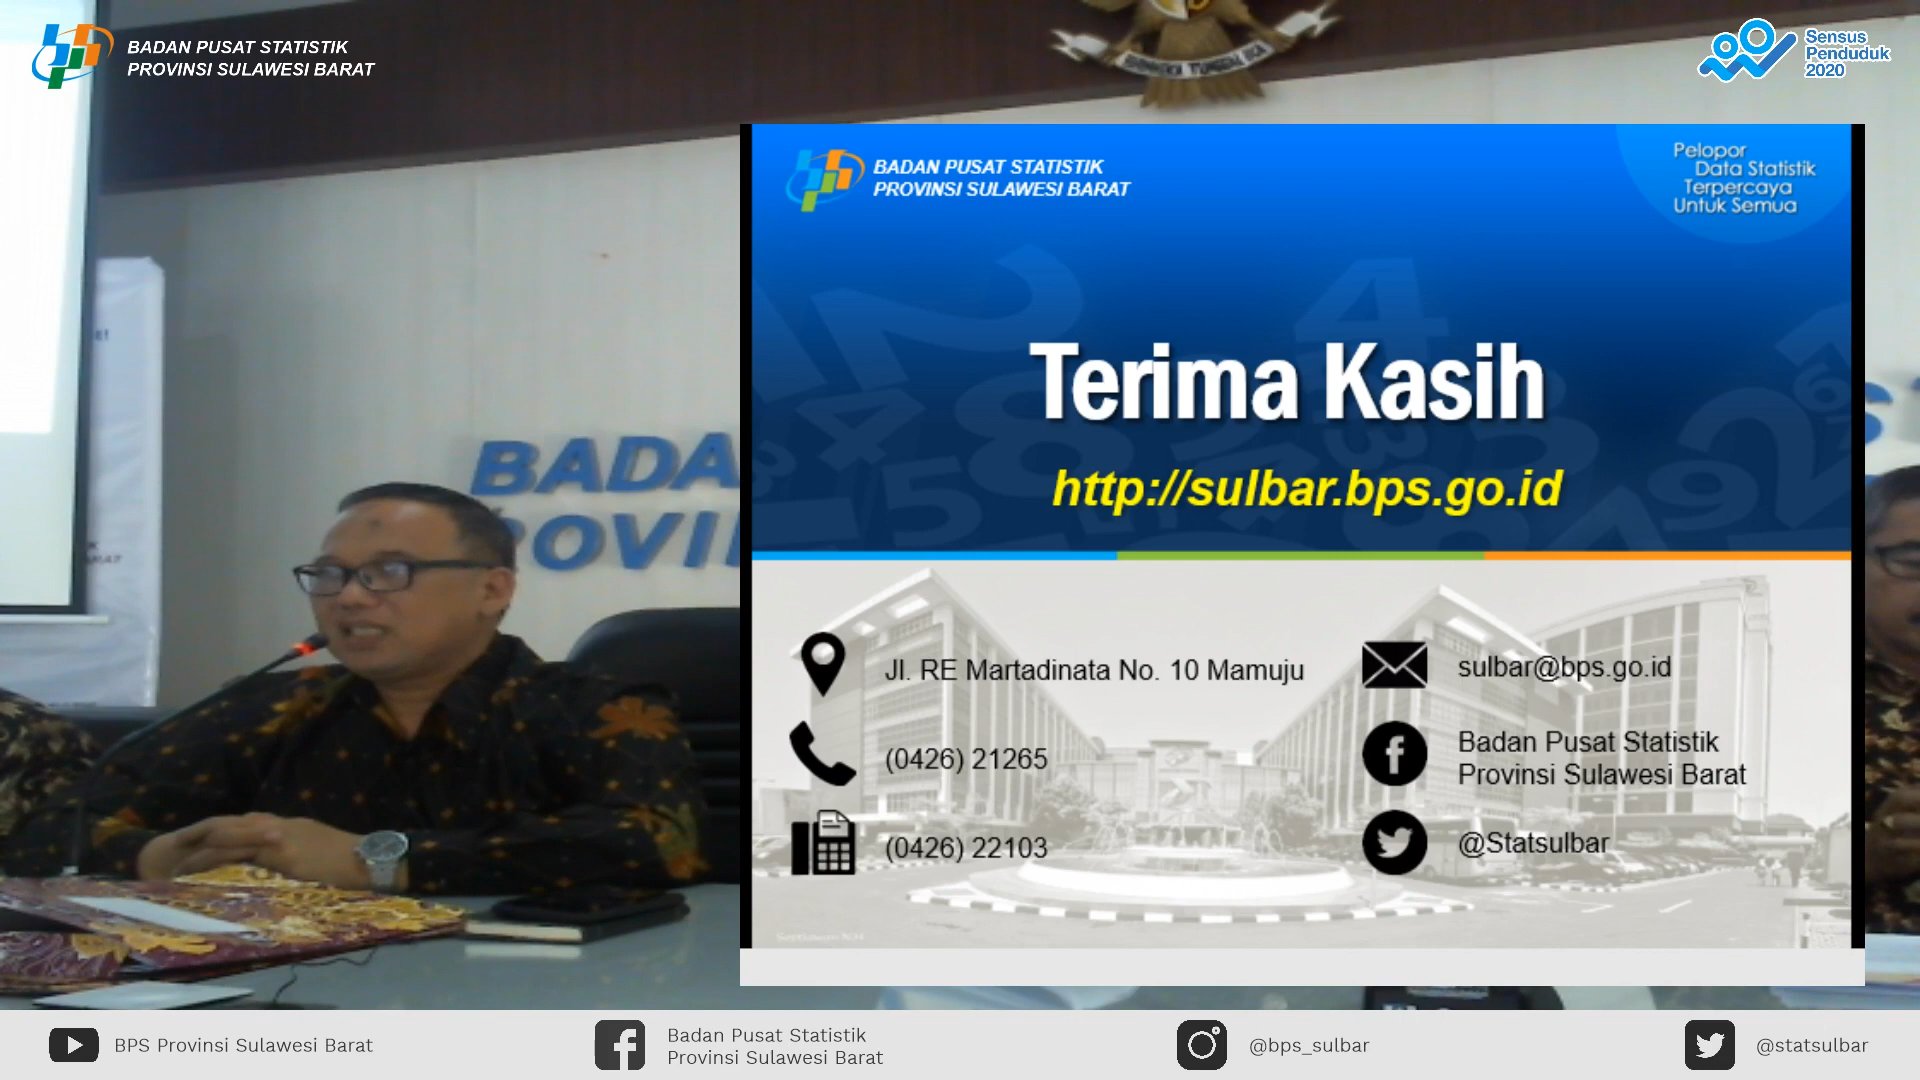 BADAN PUSAT STATISTIK
PROVINSI SULAWESI BARAT
Sensus
Penduduk
2020
BADAN PUSAT STATISTIK
PROVINSI SULAWESI BARAT
Pelopor
Data Statistik
Terpercaya
Untuk Semua
Terima Kasih
http://sulbar.bps.go.id
BADA
PROVI
Jl. RE Martadinata No. 10 Mamuju
(0426) 21265
(0426) 22103
sulbar@bps.go.id
Badan Pusat Statistik
Provinsi Sulawesi Barat
@Statsulbar
BPS Provinsi Sulawesi Barat
Badan Pusat Statistik
Provinsi Sulawesi Barat
@bps_sulbar
@statsulbar